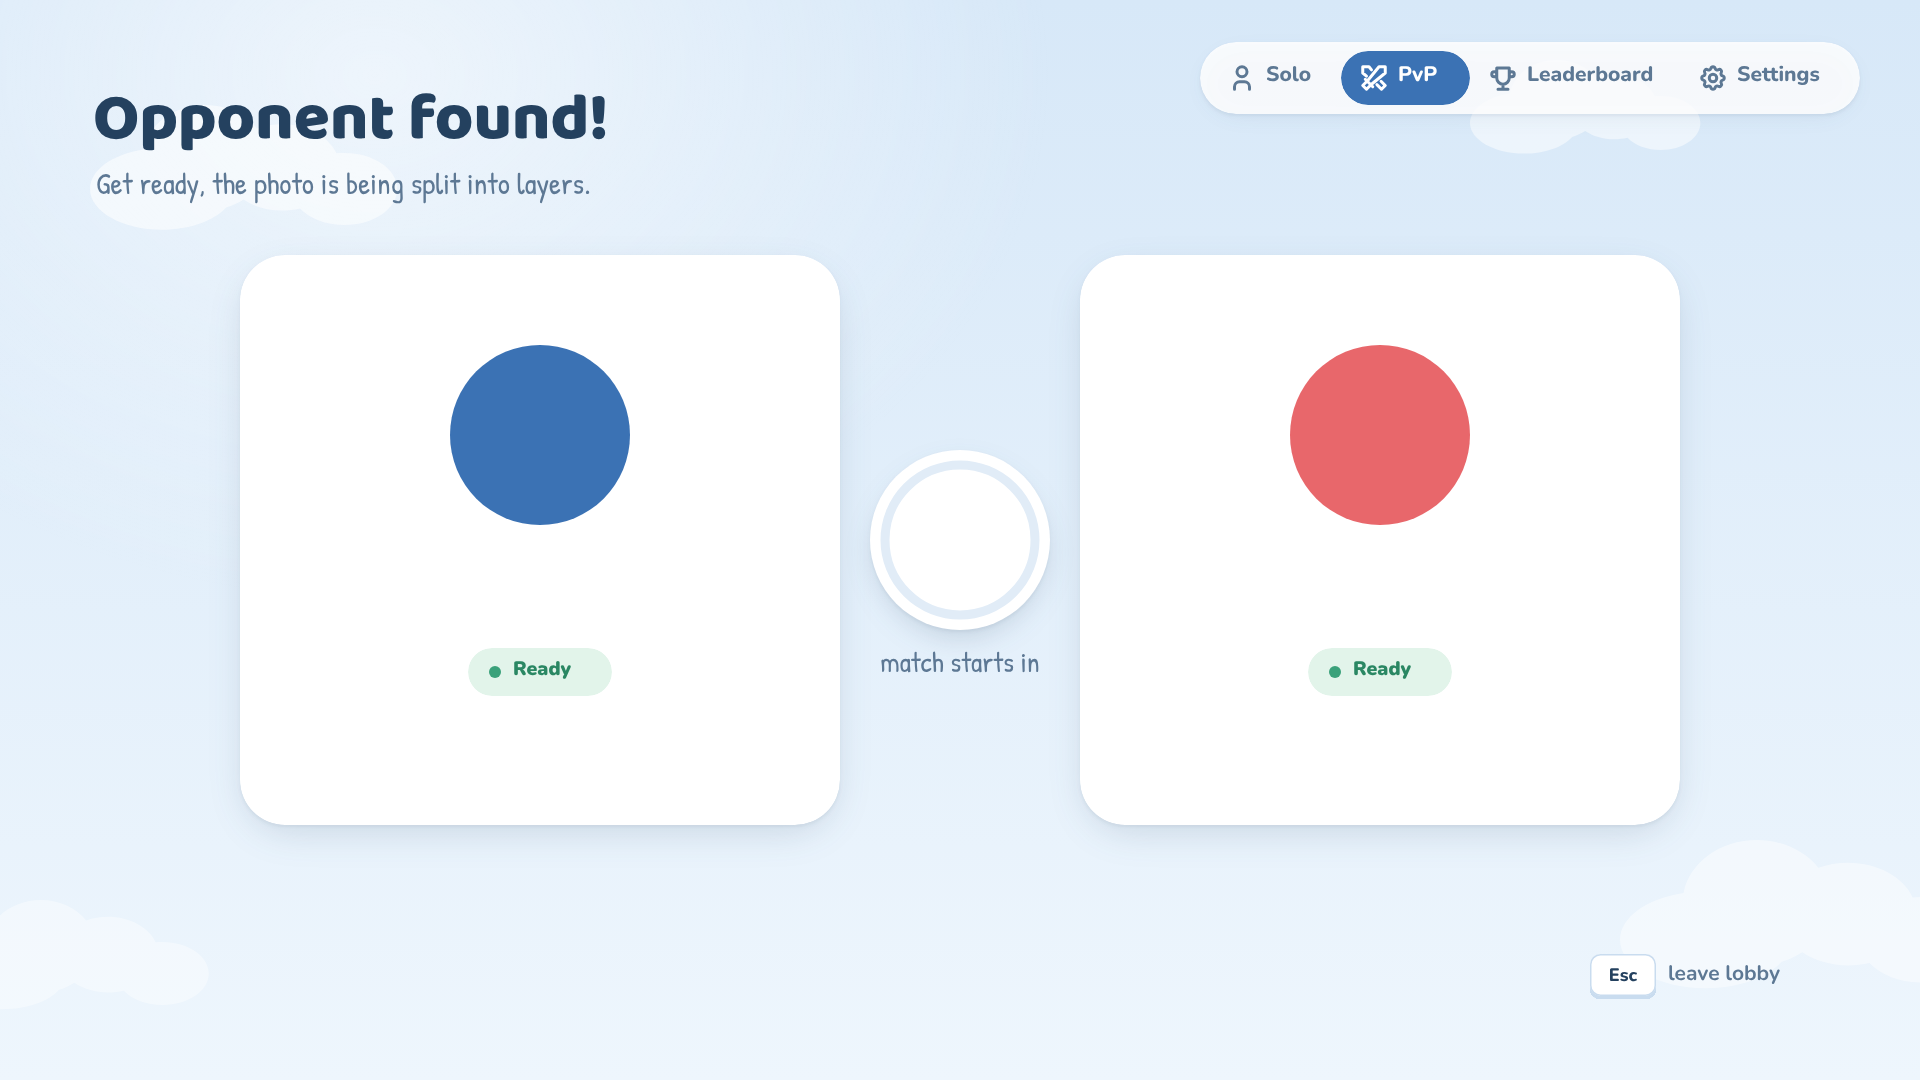 Solo
PvP
Leaderboard
Settings
Opponent found!
Get ready, the photo is being split into layers.
Ready
match starts in
Ready
Esc
leave lobby